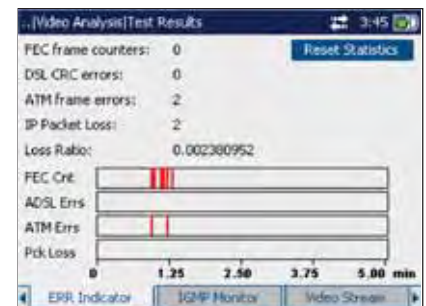 ..|Video Analysis|Test Results 3:45
FEC frame counters: 0 Reset Statistics
DSL CRC errors: 0
ATM frame errors: 2
IP Packet Loss: 2
Loss Ratio: 0.002380952
FEC Cnt
ADSL Errs
ATM Errs
Pck Loss
0 1.25 2.50 3.75 5.00 min
ERR Indicator IGMP Monitor Video Stream